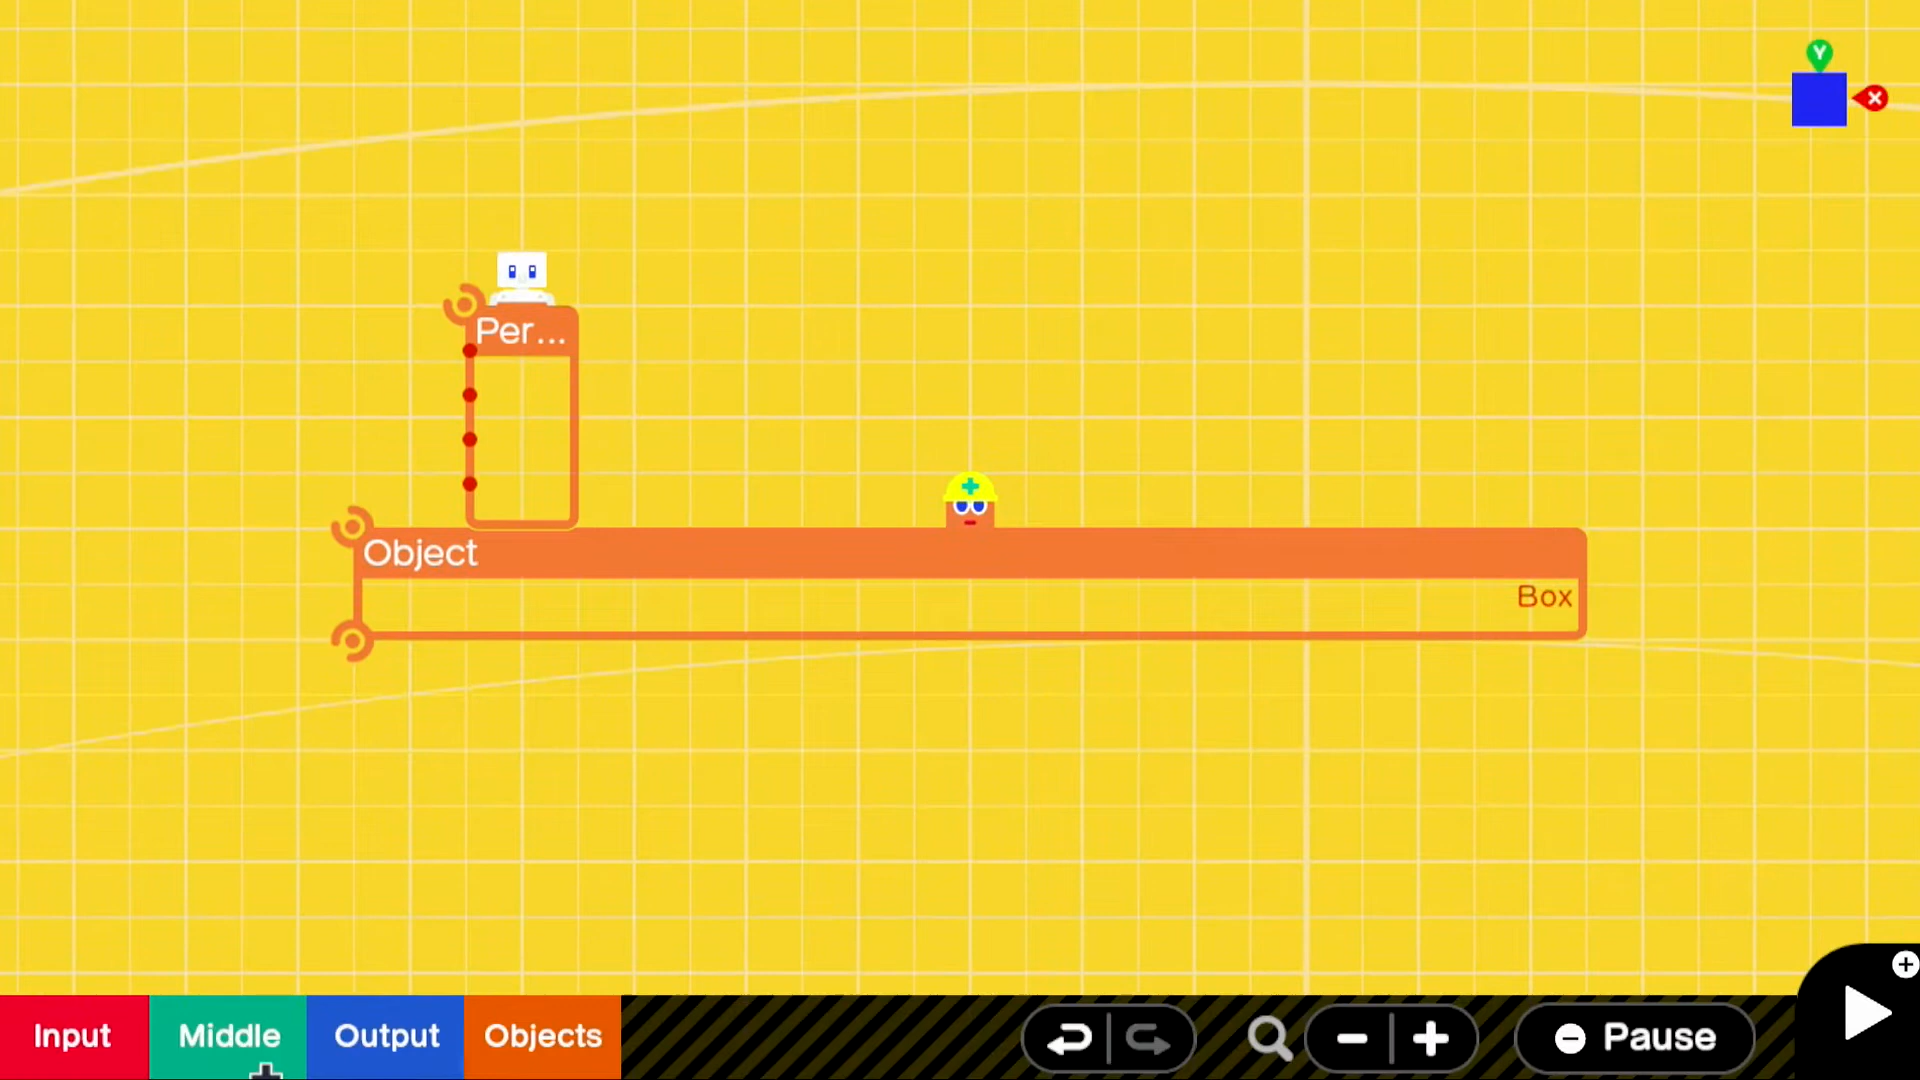 Y
X
Per...
Object
Box
Input
Middle
Output
Objects
Pause